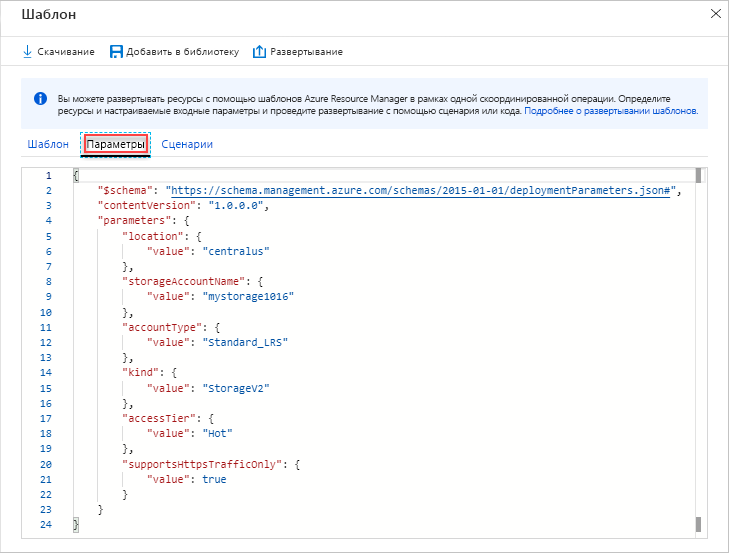 Шаблон
Скачивание Добавить в библиотеку Развертывание
Вы можете развертывать ресурсы с помощью шаблонов Azure Resource Manager в рамках одной скоординированной операции. Определите
ресурсы и настраиваемые входные параметры и проведите развертывание с помощью сценария или кода. Подробнее о развертывании шаблонов.
Шаблон Параметры Сценарии
1 {
2 "$schema": "https://schema.management.azure.com/schemas/2015-01-01/deploymentParameters.json#",
3 "contentVersion": "1.0.0.0",
4 "parameters": {
5 "location": {
6 "value": "centralus"
7 },
8 "storageAccountName": {
9 "value": "mystorage1016"
10 },
11 "accountType": {
12 "value": "Standard_LRS"
13 },
14 "kind": {
15 "value": "StorageV2"
16 },
17 "accessTier": {
18 "value": "Hot"
19 },
20 "supportsHttpsTrafficOnly": {
21 "value": true
22 }
23 }
24 }